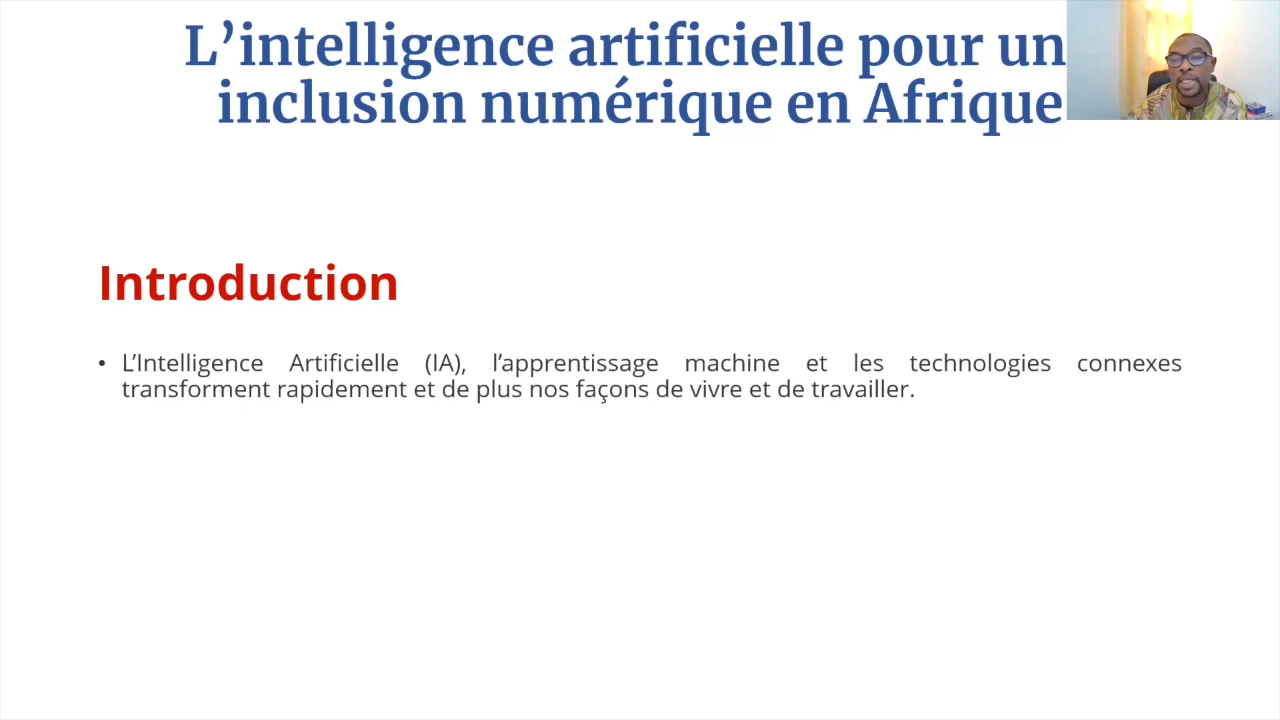 L’intelligence artificielle pour un
inclusion numérique en Afrique
Introduction
• L’Intelligence Artificielle (IA), l’apprentissage machine et les technologies connexes
transforment rapidement et de plus nos façons de vivre et de travailler.